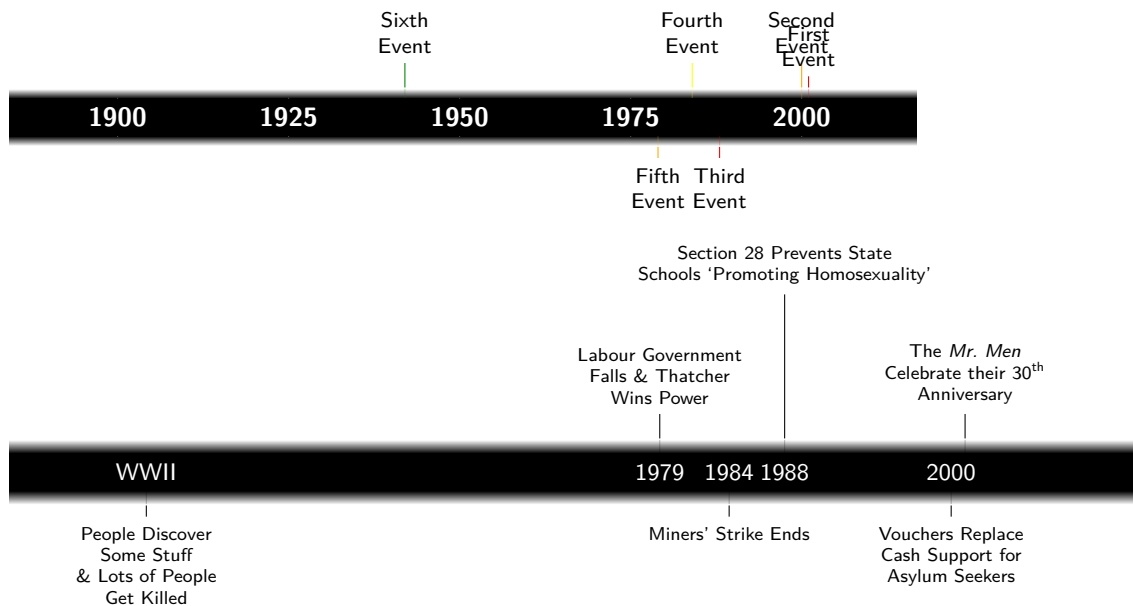 Sixth
Event
Fourth
Event
Second
Event
First
Event
1900 1925 1950 1975 2000
Fifth
Event
Third
Event
Section 28 Prevents State
Schools ‘Promoting Homosexuality’
Labour Government
Falls & Thatcher
Wins Power
The Mr. Men
Celebrate their 30th
Anniversary
WWII 1979 1984 1988 2000
People Discover
Some Stuff
& Lots of People
Get Killed
Miners’ Strike Ends
Vouchers Replace
Cash Support for
Asylum Seekers